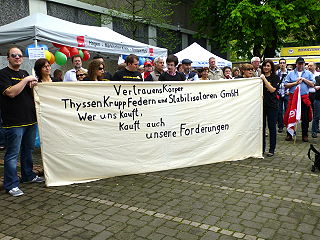 VertrauensKörper
ThyssenKrupp Federn und Stabilisatoren GmbH
Wer uns Kauft,
Kauft auch
unsere Forderungen